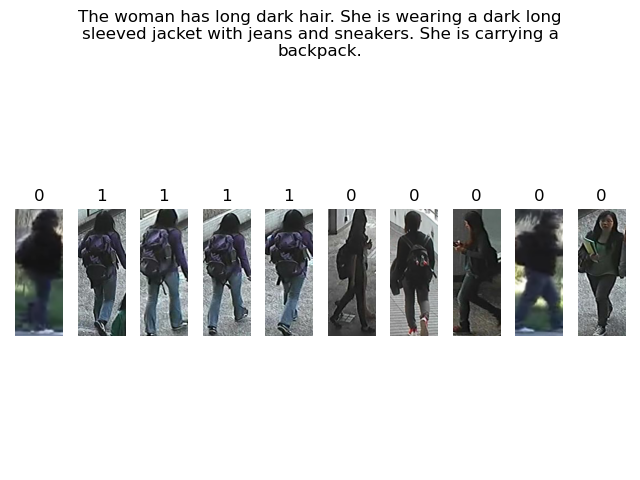 The woman has long dark hair. She is wearing a dark long
sleeved jacket with jeans and sneakers. She is carrying a
backpack.
0 1 1 1 1 0 0 0 0 0